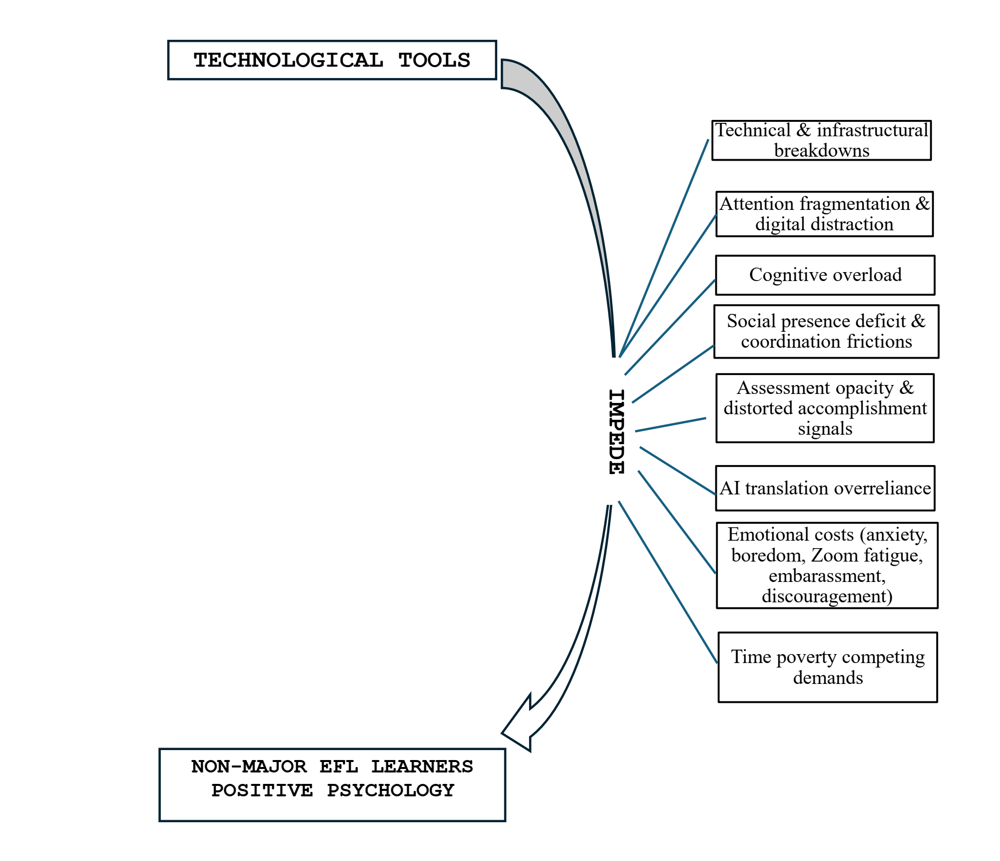 TECHNOLOGICAL TOOLS
Technical & infrastructural
breakdowns
Attention fragmentation &
digital distraction
Cognitive overload
Social presence deficit &
coordination frictions
IMPEDE
Assessment opacity &
distorted accomplishment
signals
AI translation overreliance
Emotional costs (anxiety,
boredom, Zoom fatigue,
embarassment,
discouragement)
Time poverty competing
demands
NON-MAJOR EFL LEARNERS
POSITIVE PSYCHOLOGY